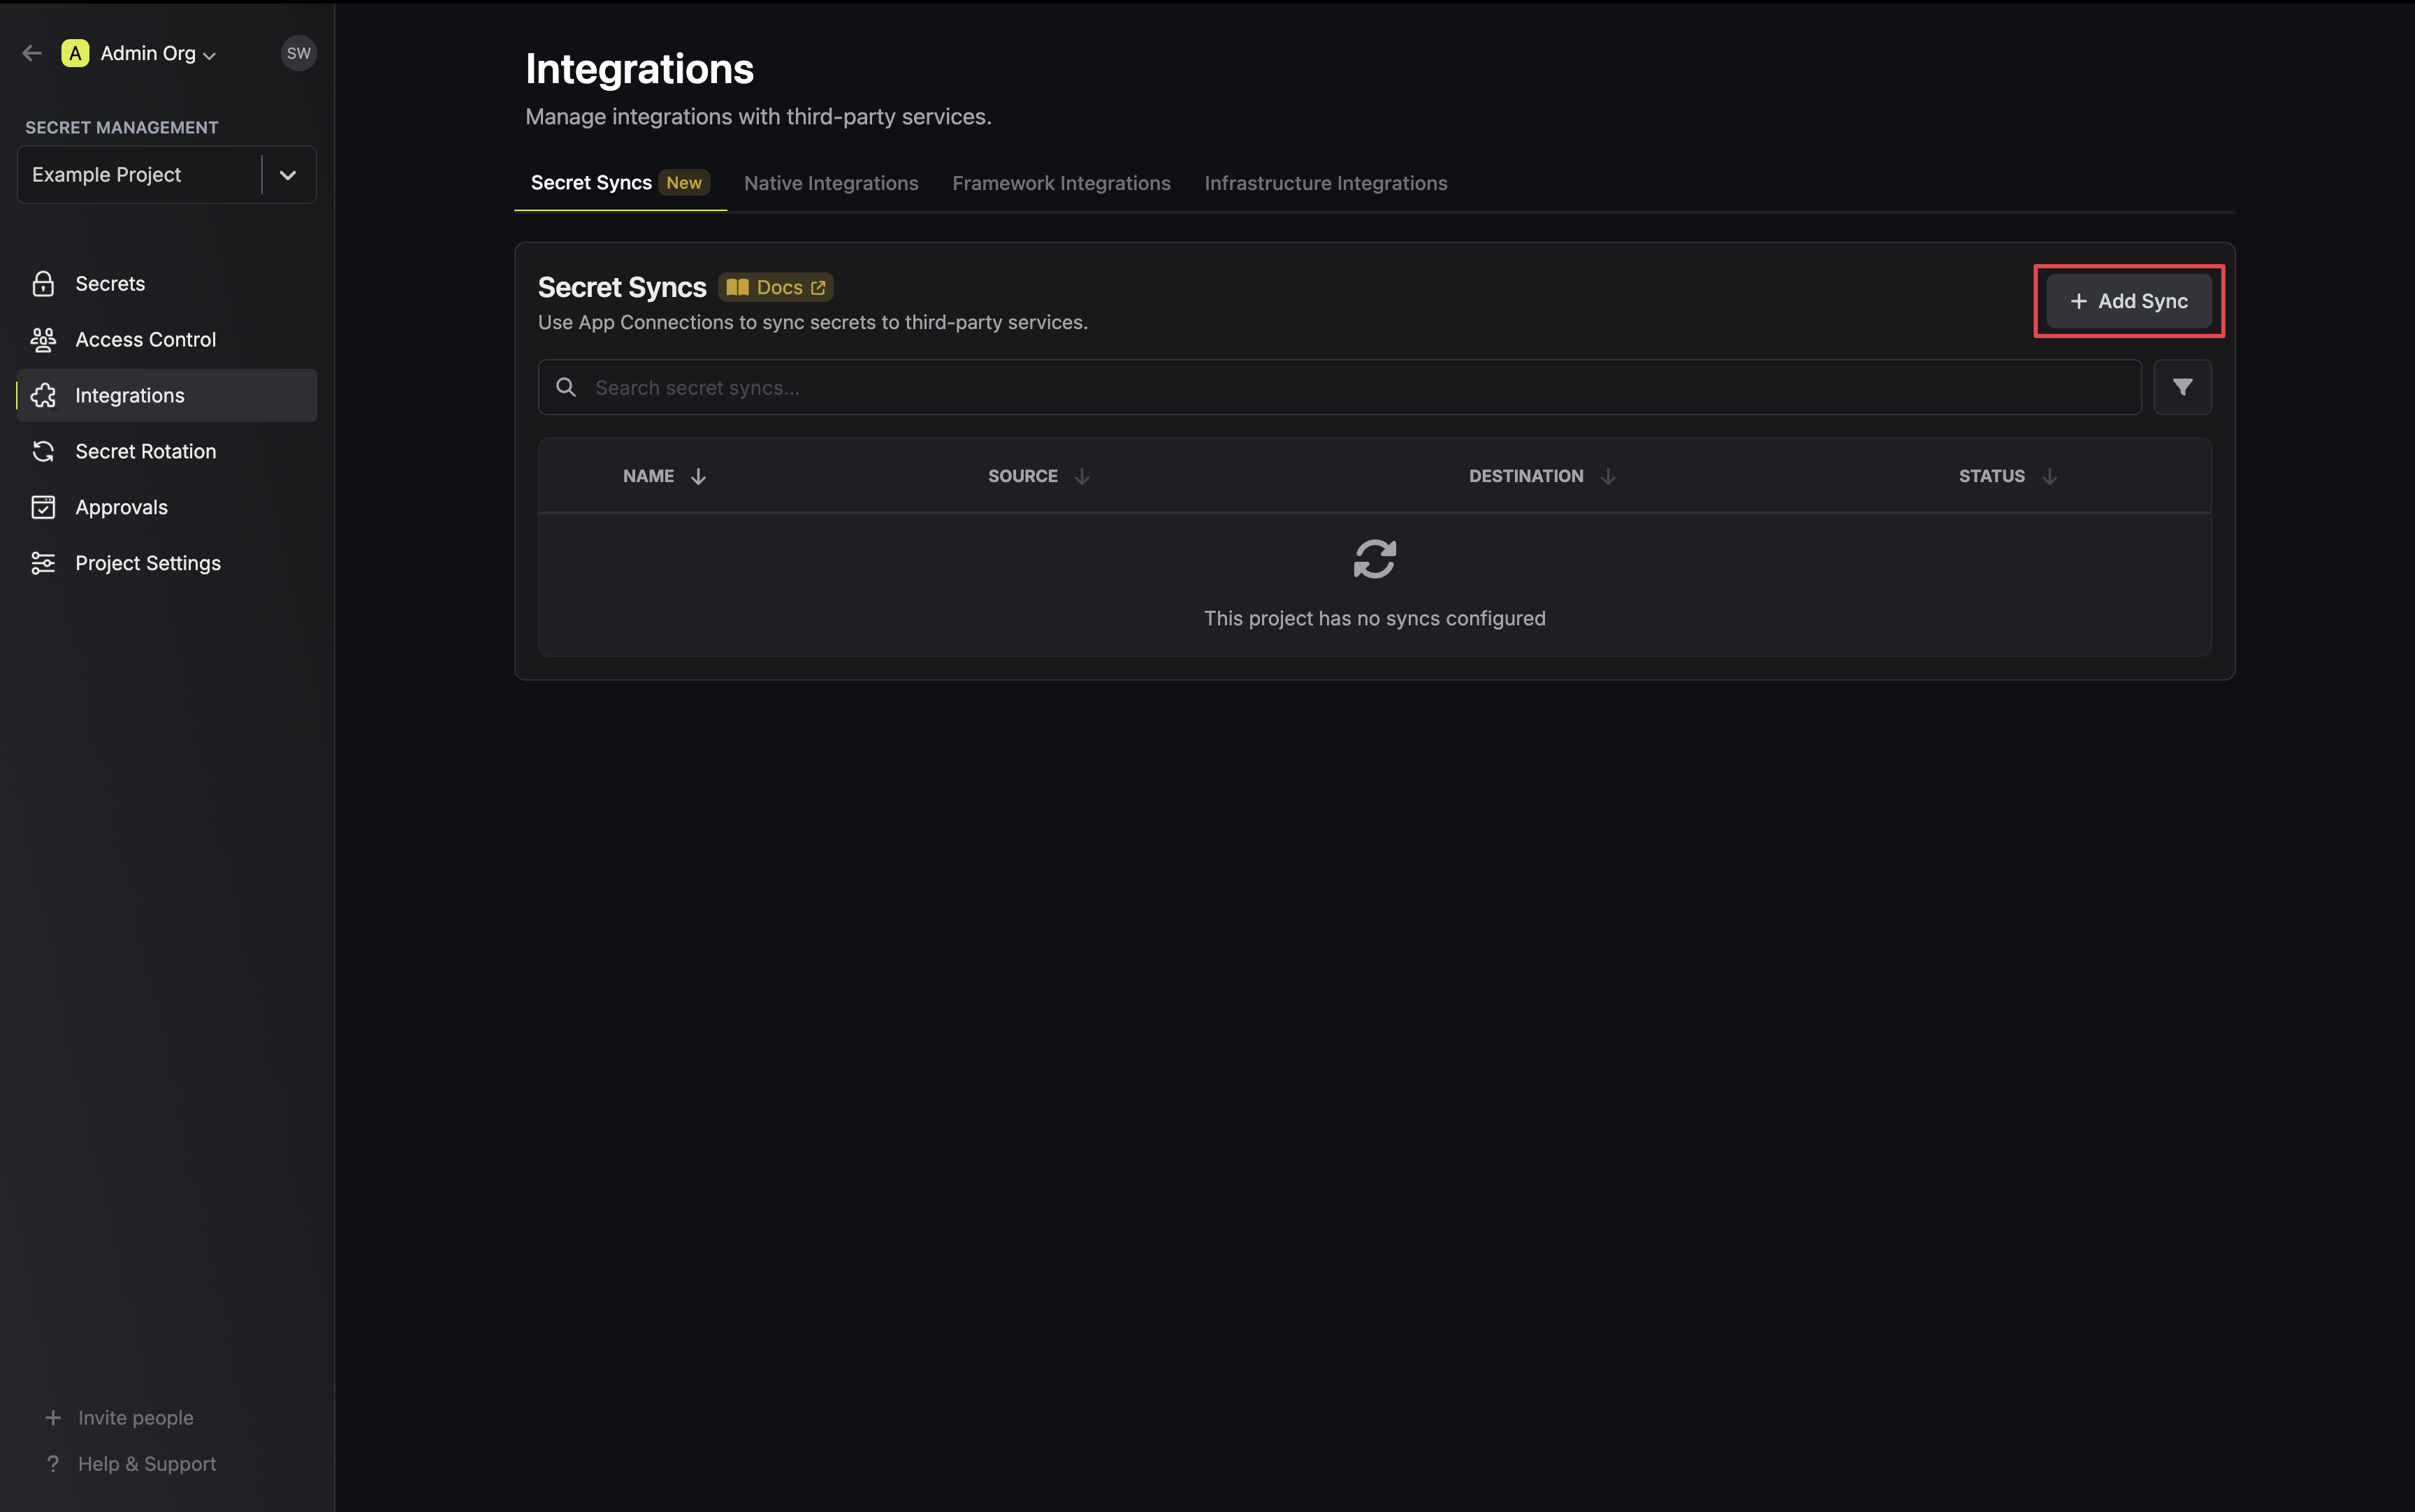 A Admin Org SW
SECRET MANAGEMENT
Example Project
Secrets
Access Control
Integrations
Secret Rotation
Approvals
Project Settings
Invite people
? Help & Support
Integrations
Manage integrations with third-party services.
Secret Syncs New Native Integrations Framework Integrations Infrastructure Integrations
Secret Syncs Docs
Use App Connections to sync secrets to third-party services.
+ Add Sync
Search secret syncs...
NAME SOURCE DESTINATION STATUS
This project has no syncs configured